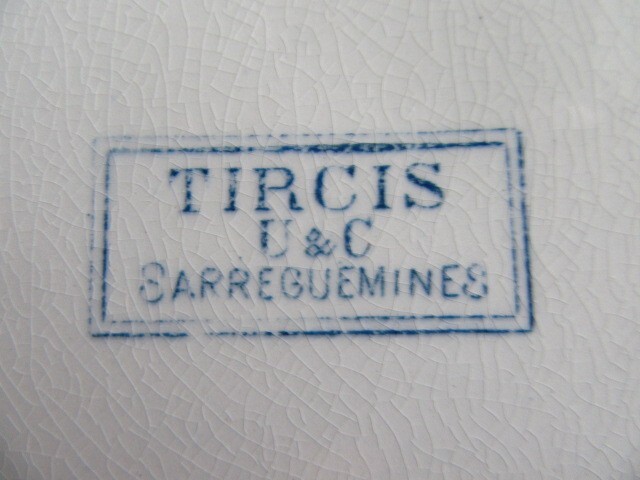 TIRCIS
U & C
SARREGUEMINES